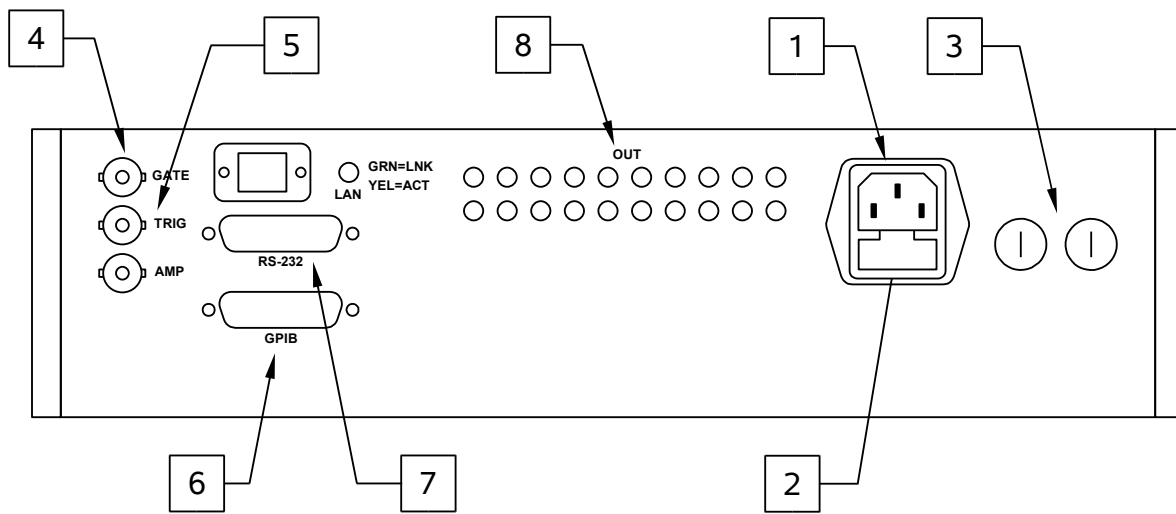 4
5
8
1
3
GATE
TRIG
AMP
LAN
GRN=LNK
YEL=ACT
RS-232
GPIB
OUT
6
7
2